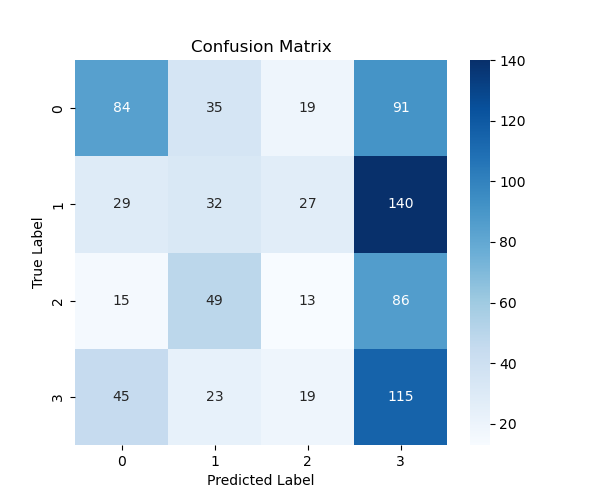 Confusion Matrix
0 84 35 19 91
1 29 32 27 140
2 15 49 13 86
3 45 23 19 115
0 1 2 3
Predicted Label
True Label
140
120
100
80
60
40
20